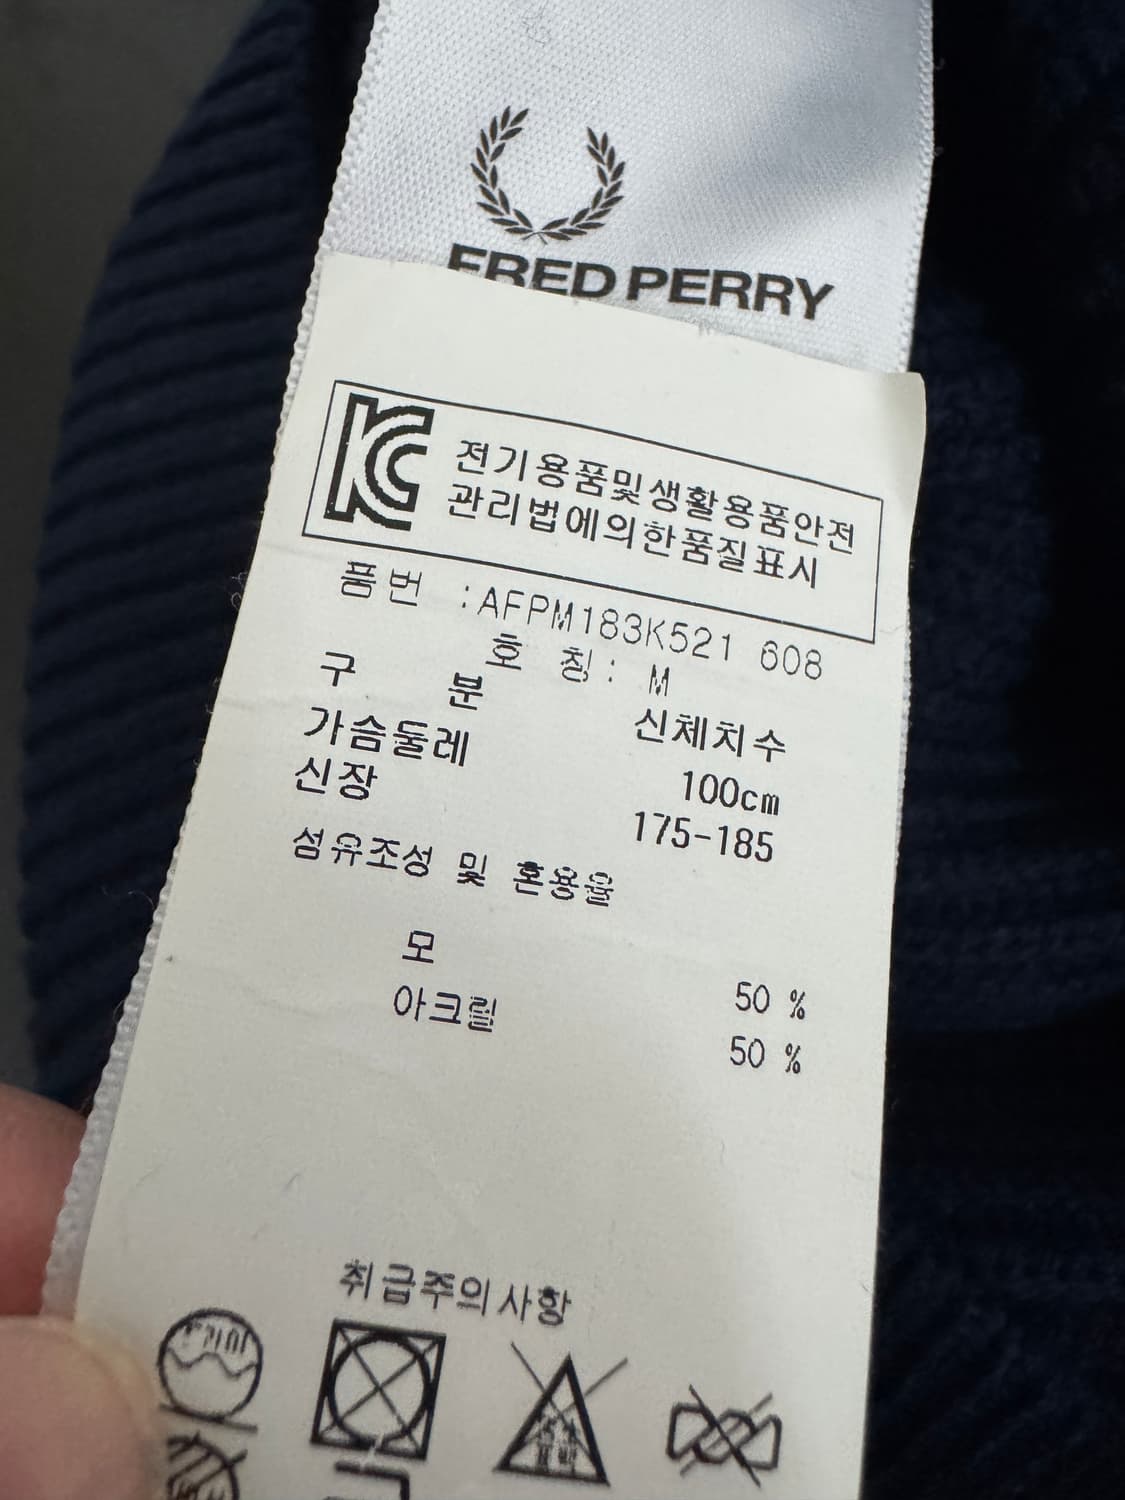 FRED PERRY
전기용품및생활용품안전
관리법에의한품질표시
품번 :AFPM183K521 608
호 칭: M
구 분 신체치수
가슴둘레 100cm
신장 175-185
섬유조성 및 혼용율
모 50 %
아크릴 50 %
취급주의사항